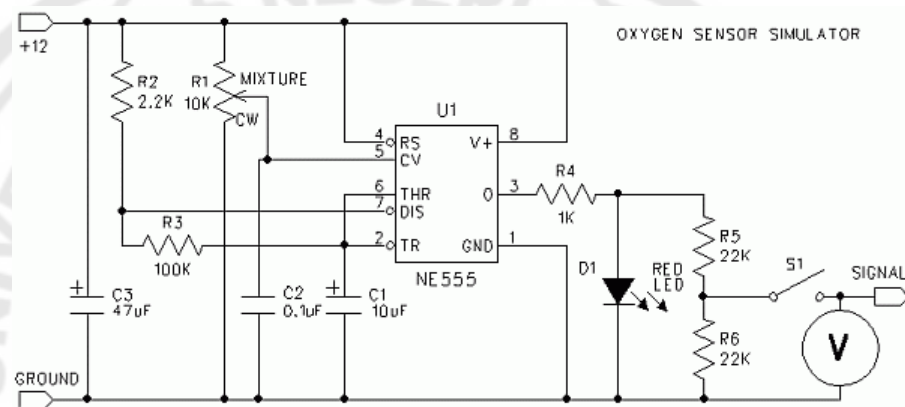 OXYGEN SENSOR SIMULATOR
+12
R2
2.2K
R1
10K
MIXTURE
CW
U1
4
RS
V+
8
5
CV
6
THR
O
3
7
DIS
2
TR
GND
1
NE555
R3
100K
R4
1K
R5
22K
S1
SIGNAL
D1
RED
LED
C3
47uF
C2
0.1uF
C1
10uF
R6
22K
V
GROUND
+
+